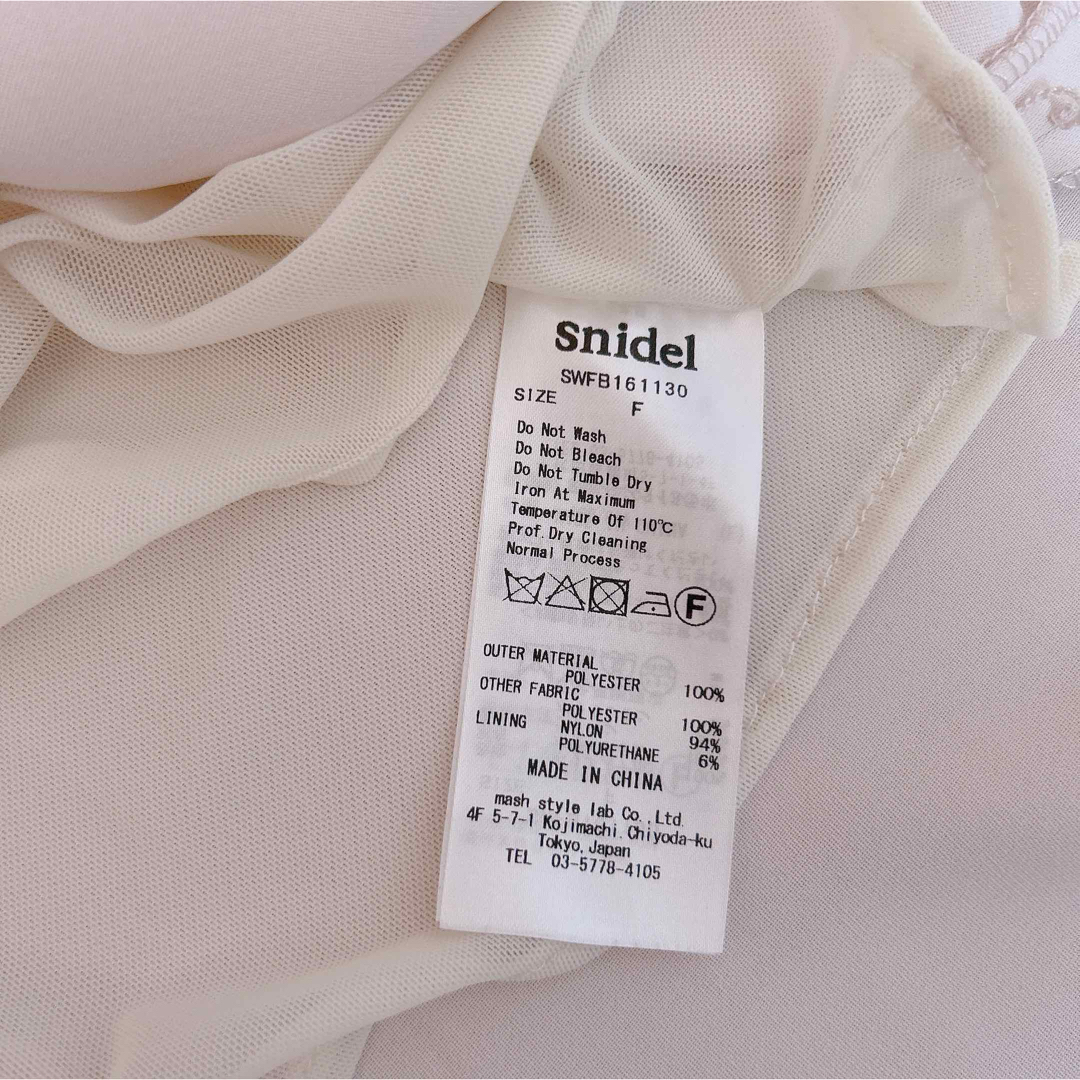 snidel
SWFB161130
SIZE F
Do Not Wash
Do Not Bleach
Do Not Tumble Dry
Iron At Maximum
Temperature Of 110℃
Prof.Dry Cleaning
Normal Process
F
OUTER MATERIAL
POLYESTER 100%
OTHER FABRIC
POLYESTER 100%
LINING NYLON 94%
POLYURETHANE 6%
MADE IN CHINA
mash style lab Co.,Ltd.
4F 5-7-1 Kojimachi.Chiyoda-ku
Tokyo,Japan
TEL 03-5778-4105